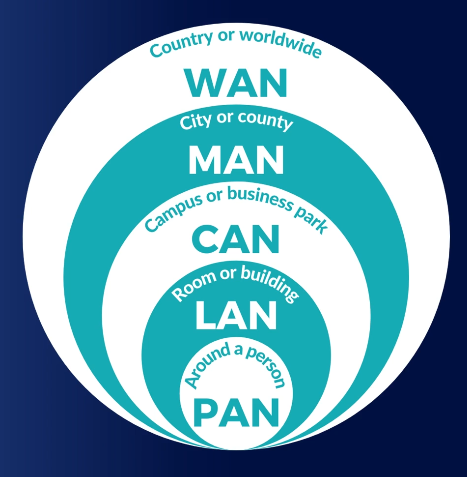 Country or worldwide
WAN
City or county
MAN
Campus or business park
CAN
Room or building
LAN
Around a person
PAN